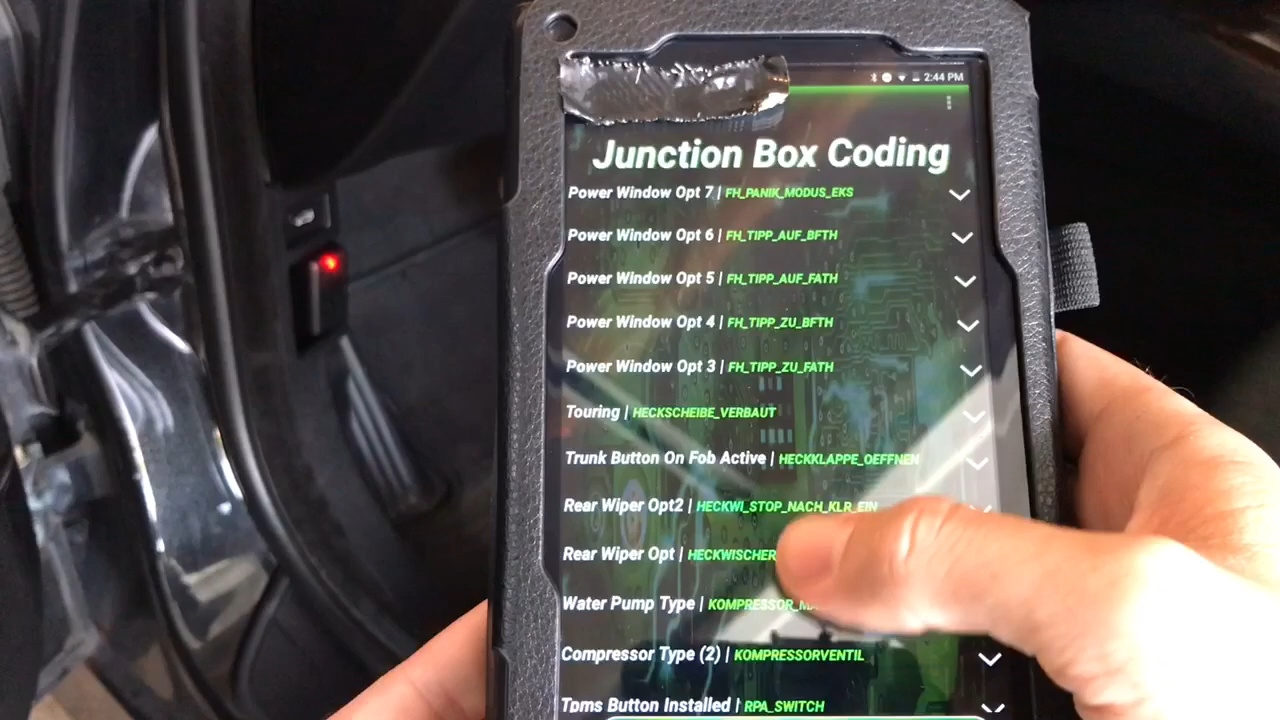 2:44 PM
Junction Box Coding
Power Window Opt 7 | FH_PANIK_MODUS_EKS
Power Window Opt 6 | FH_TIPP_AUF_BFTH
Power Window Opt 5 | FH_TIPP_AUF_FATH
Power Window Opt 4 | FH_TIPP_ZU_BFTH
Power Window Opt 3 | FH_TIPP_ZU_FATH
Touring | HECKSCHEIBE_VERBAUT
Trunk Button On Fob Active | HECKKLAPPE_OEFFNEN
Rear Wiper Opt2 | HECKWI_STOP_NACH_KLR_EIN
Rear Wiper Opt | HECKWISCHER
Water Pump Type |
Compressor Type (2) | KOMPRESSORVENTIL
Tpms Button Installed | RPA_SWITCH